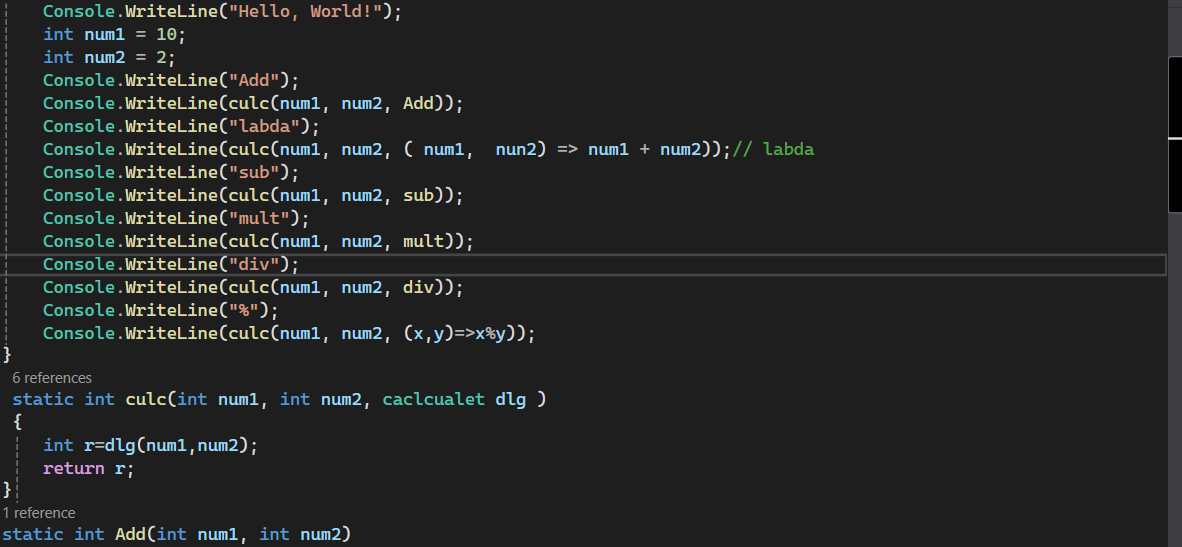 Console.WriteLine("Hello, World!");
int num1 = 10;
int num2 = 2;
Console.WriteLine("Add");
Console.WriteLine(culc(num1, num2, Add));
Console.WriteLine("labda");
Console.WriteLine(culc(num1, num2, ( num1,  nun2) => num1 + num2));// labda
Console.WriteLine("sub");
Console.WriteLine(culc(num1, num2, sub));
Console.WriteLine("mult");
Console.WriteLine(culc(num1, num2, mult));
Console.WriteLine("div");
Console.WriteLine(culc(num1, num2, div));
Console.WriteLine("%");
Console.WriteLine(culc(num1, num2, (x,y)=>x%y));
}
6 references
static int culc(int num1, int num2, caclcualet dlg )
{
int r=dlg(num1,num2);
return r;
}
1 reference
static int Add(int num1, int num2)